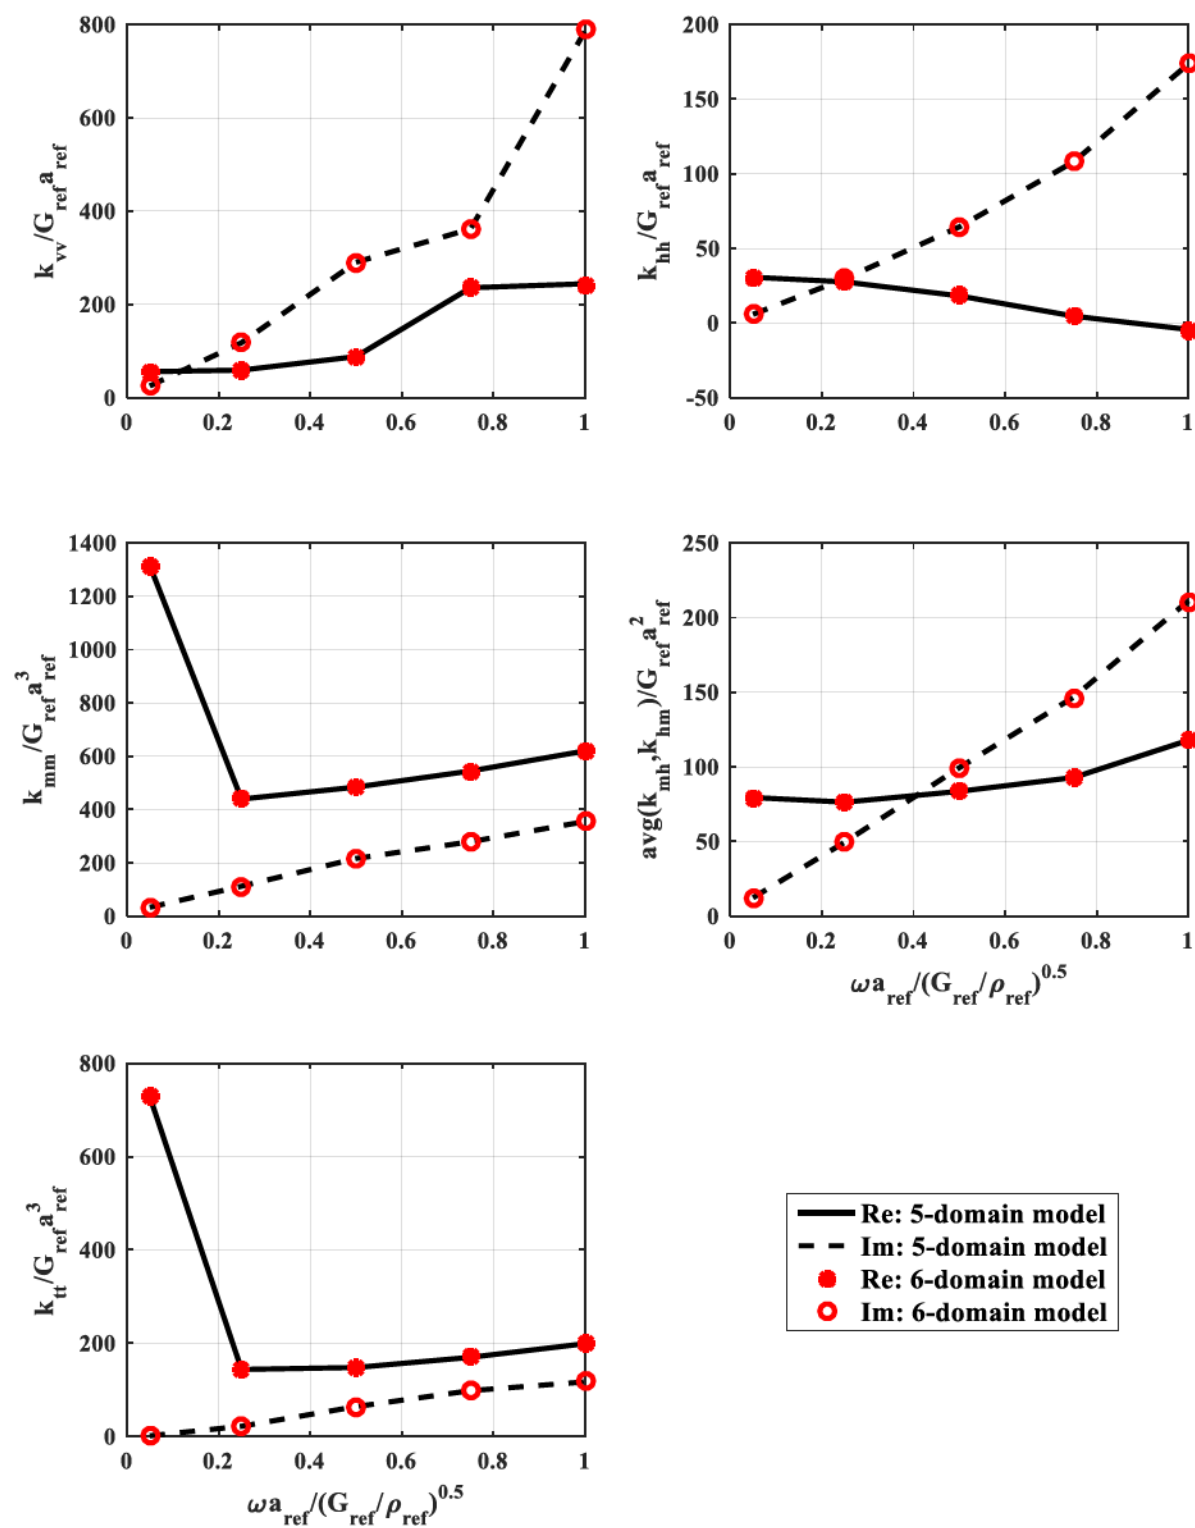 800
600
400
200
0
k_vv/G_ref a_ref
0 0.2 0.4 0.6 0.8 1
200
150
100
50
0
-50
k_hh/G_ref a_ref
0 0.2 0.4 0.6 0.8 1
1400
1200
1000
800
600
400
200
0
k_mm/G_ref a^3_ref
0 0.2 0.4 0.6 0.8 1
250
200
150
100
50
0
avg(k_mh,k_hm)/G_ref a^2_ref
0 0.2 0.4 0.6 0.8 1
ωa_ref/(G_ref/ρ_ref)^0.5
800
600
400
200
0
k_tt/G_ref a^3_ref
0 0.2 0.4 0.6 0.8 1
ωa_ref/(G_ref/ρ_ref)^0.5
Re: 5-domain model
Im: 5-domain model
Re: 6-domain model
Im: 6-domain model